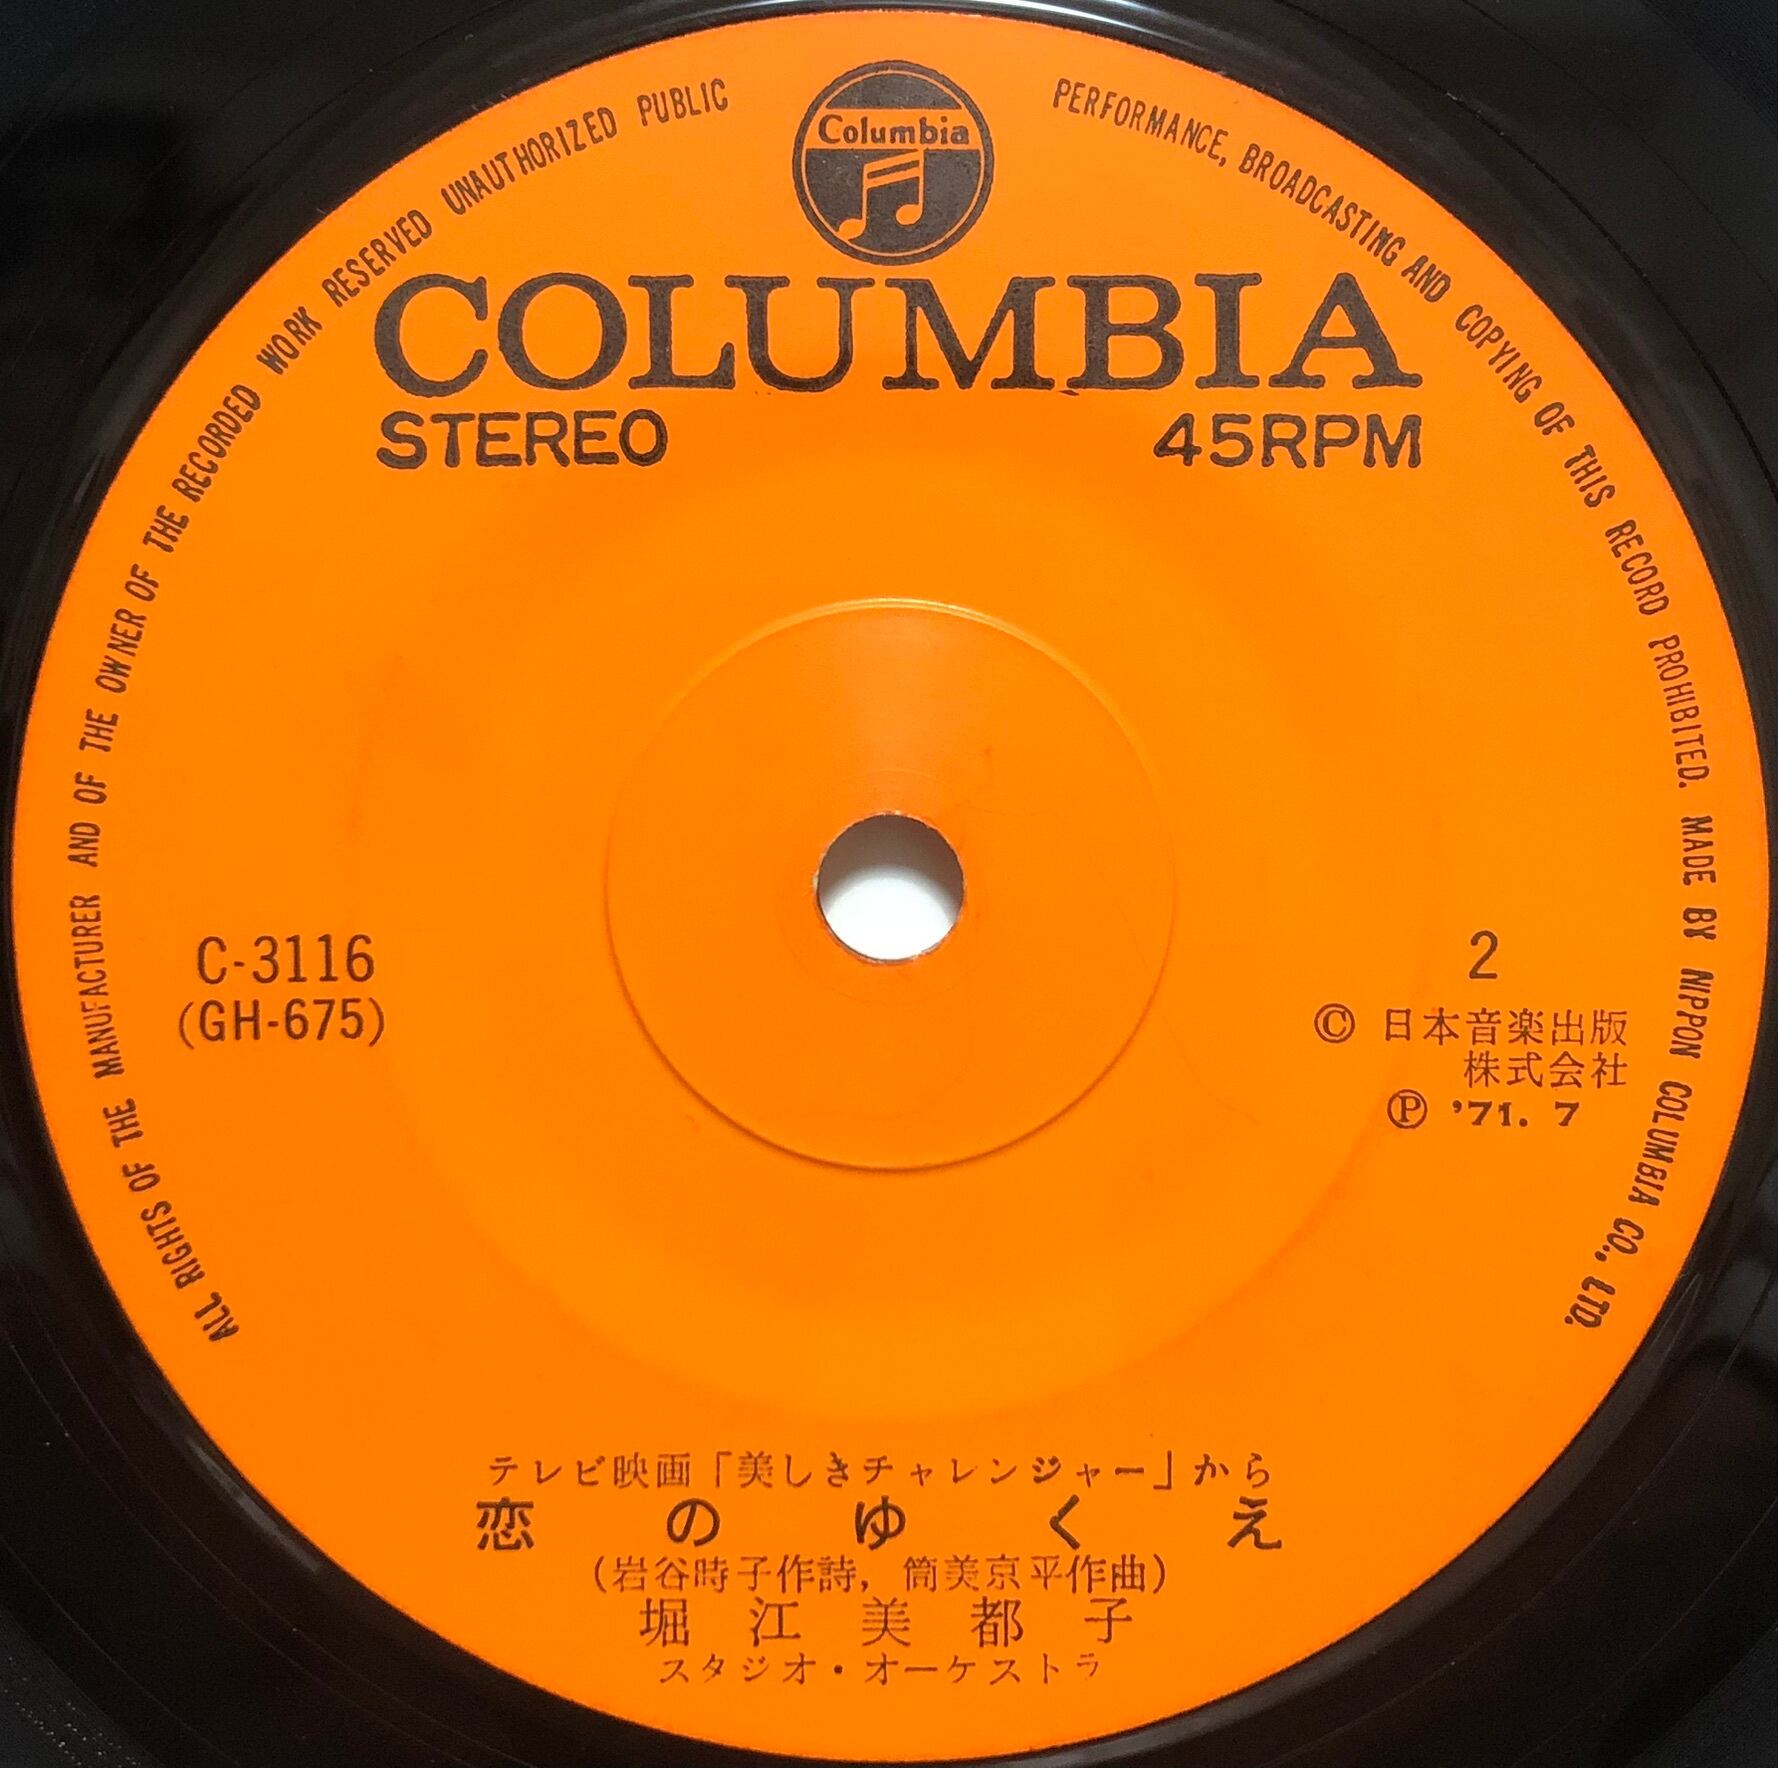 ALL RIGHTS OF THE MANUFACTURER AND OF THE OWNER OF THE RECORDED WORK RESERVED UNAUTHORIZED PUBLIC PERFORMANCE, BROADCASTING AND COPYING OF THIS RECORD PROHIBITED. MADE BY NIPPON COLUMBIA CO., LTD.
Columbia
COLUMBIA
STEREO 45RPM
C-3116
(GH-675)
2
© 日本音楽出版
株式会社
Ⓟ '71. 7
テレビ映画「美しきチャレンジャー」から
恋のゆくえ
(岩谷時子作詩, 筒美京平作曲)
堀江美都子
スタジオ・オーケストラ